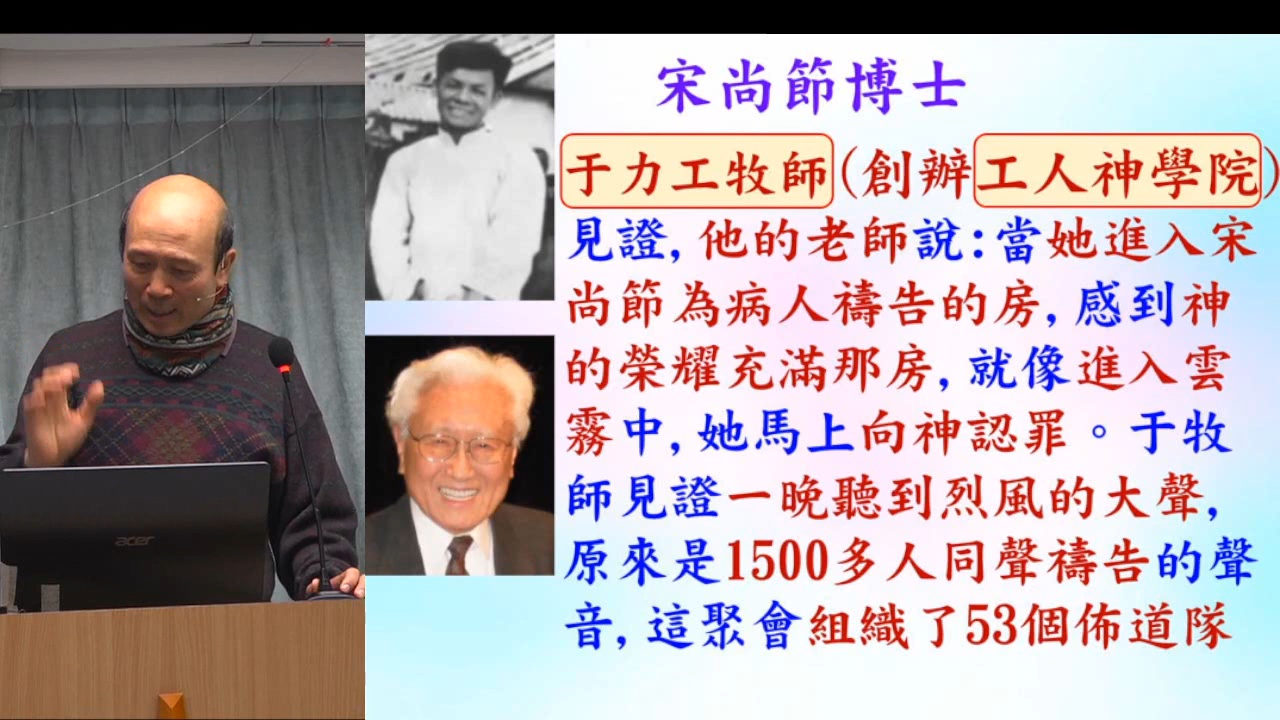 宋尚節博士
于力工牧師(創辦工人神學院)
見證,他的老師說:當她進入宋
尚節為病人禱告的房,感到神
的榮耀充滿那房,就像進入雲
霧中,她馬上向神認罪。于牧
師見證一晚聽到烈風的大聲,
原來是1500多人同聲禱告的聲
音,這聚會組織了53個佈道隊
acer